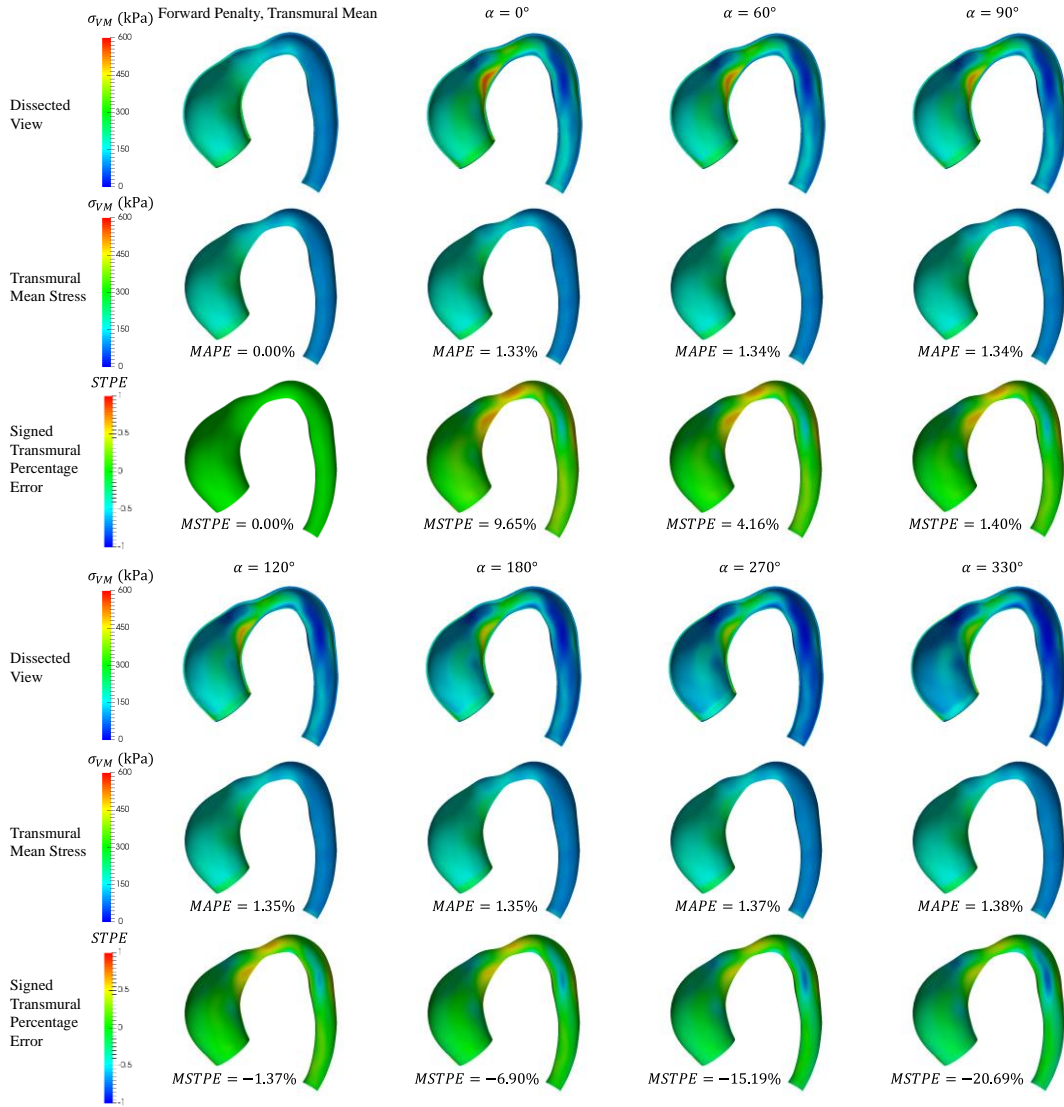 σ_VM (kPa) Forward Penalty, Transmural Mean α = 0° α = 60° α = 90°
600
450
Dissected
View
300
150
0
σ_VM (kPa)
600
450
Transmural
Mean Stress
300
150
0
MAPE = 0.00% MAPE = 1.33% MAPE = 1.34% MAPE = 1.34%
STPE
1
0.5
Signed
Transmural
Percentage
Error
0
-0.5
-1
MSTPE = 0.00% MSTPE = 9.65% MSTPE = 4.16% MSTPE = 1.40%
α = 120° α = 180° α = 270° α = 330°
σ_VM (kPa)
600
450
Dissected
View
300
150
0
σ_VM (kPa)
600
450
Transmural
Mean Stress
300
150
0
MAPE = 1.35% MAPE = 1.35% MAPE = 1.37% MAPE = 1.38%
STPE
1
0.5
Signed
Transmural
Percentage
Error
0
-0.5
-1
MSTPE = −1.37% MSTPE = −6.90% MSTPE = −15.19% MSTPE = −20.69%